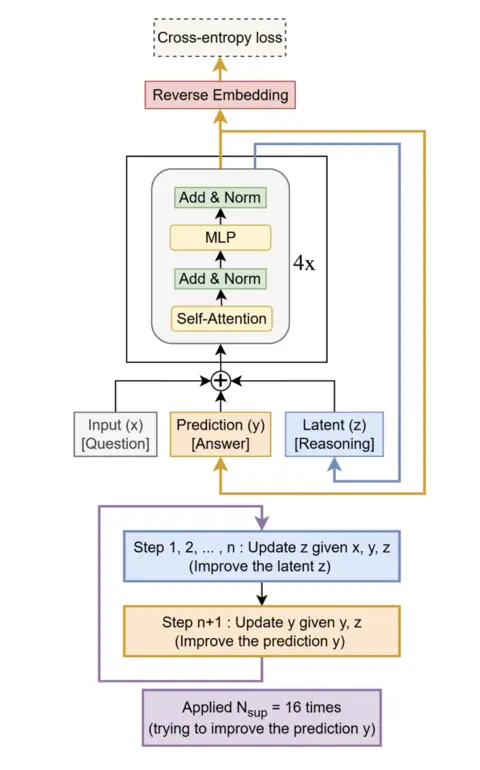 Cross-entropy loss
Reverse Embedding
Add & Norm
MLP
Add & Norm
Self-Attention
4x
+
Input (x)
[Question]
Prediction (y)
[Answer]
Latent (z)
[Reasoning]
Step 1, 2, ... , n : Update z given x, y, z
(Improve the latent z)
Step n+1 : Update y given y, z
(Improve the prediction y)
Applied Nsup = 16 times
(trying to improve the prediction y)